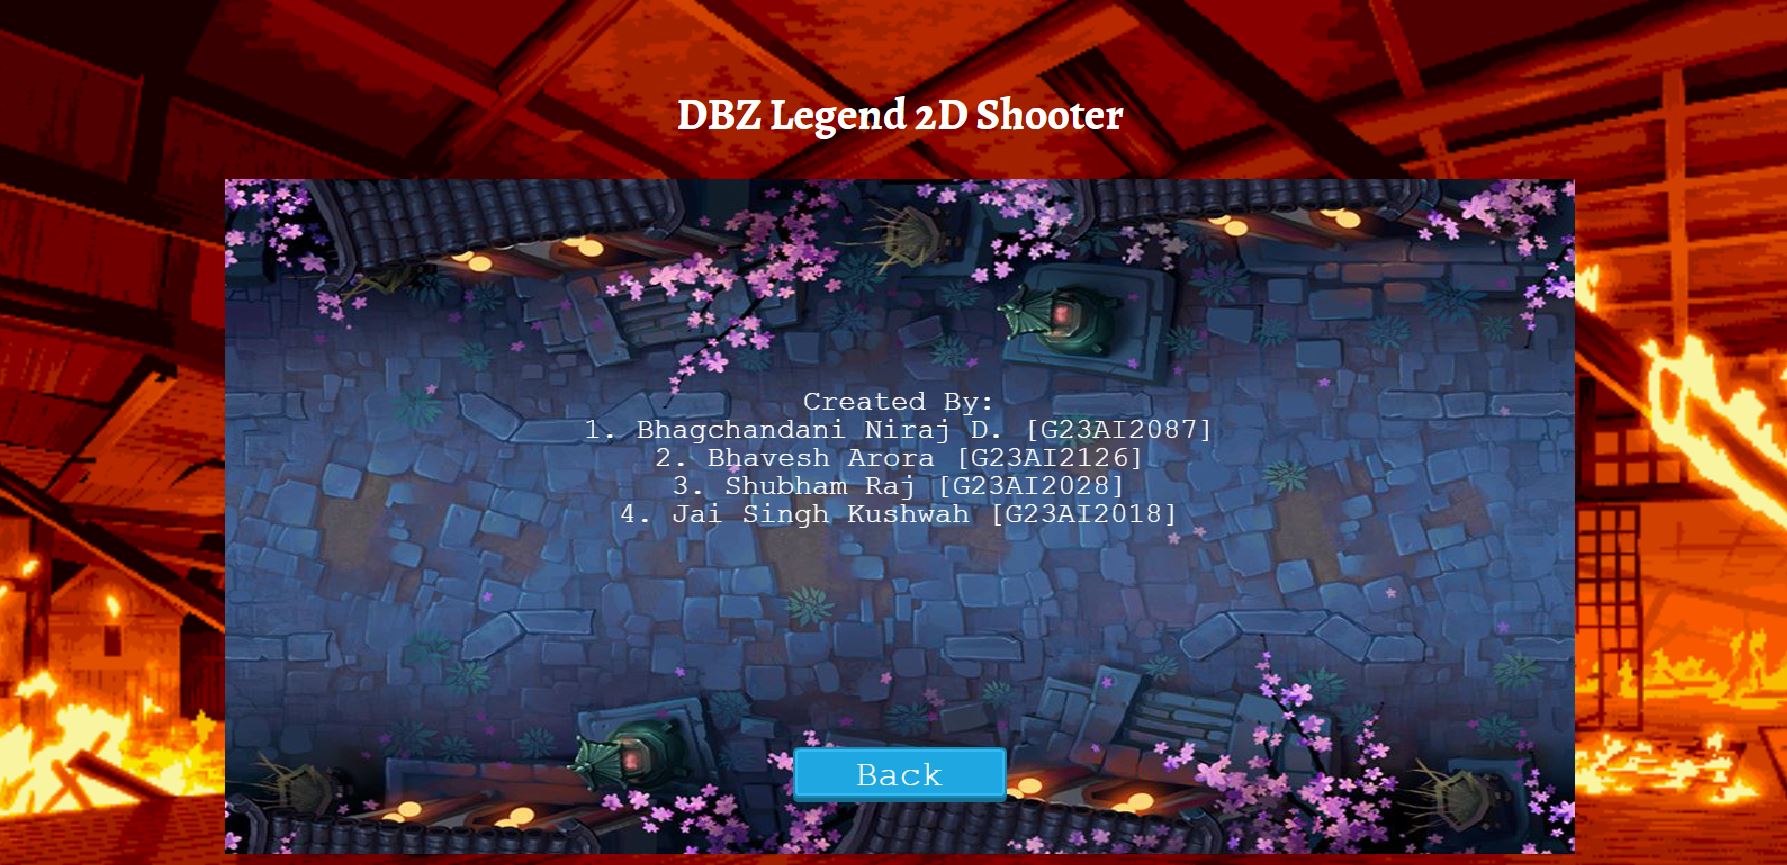 DBZ Legend 2D Shooter
Created By:
1. Bhagchandani Niraj D. [G23AI2087]
2. Bhavesh Arora [G23AI2126]
3. Shubham Raj [G23AI2028]
4. Jai Singh Kushwah [G23AI2018]
Back